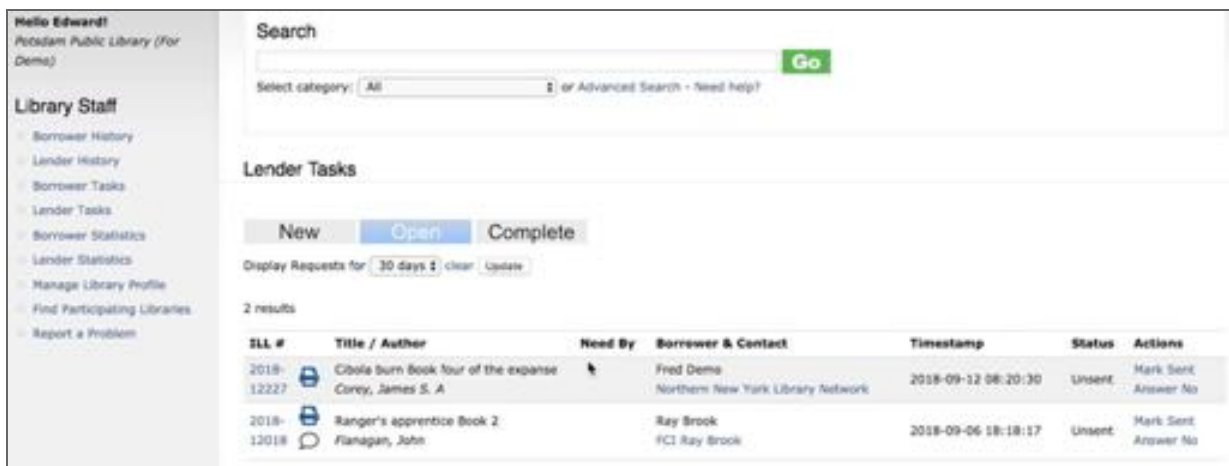 Hello Edward!
Potsdam Public Library (For
Demo)
Library Staff
Borrower History
Lender History
Borrower Tasks
Lender Tasks
Borrower Statistics
Lender Statistics
Manage Library Profile
Find Participating Libraries
Report a Problem
Search
Go
Select category: All or Advanced Search - Need help?
Lender Tasks
New Open Complete
Display Requests for 30 days clear Update
2 results
ILL # Title / Author Need By Borrower & Contact Timestamp Status Actions
2018- Cibola burn Book four of the expanse Fred Demo 2018-09-12 08:20:30 Unsent Mark Sent
12227 Corey, James S. A Northern New York Library Network Answer No
2018- Ranger's apprentice Book 2 Ray Brook 2018-09-06 18:18:17 Unsent Mark Sent
12018 Flanagan, John FCI Ray Brook Answer No